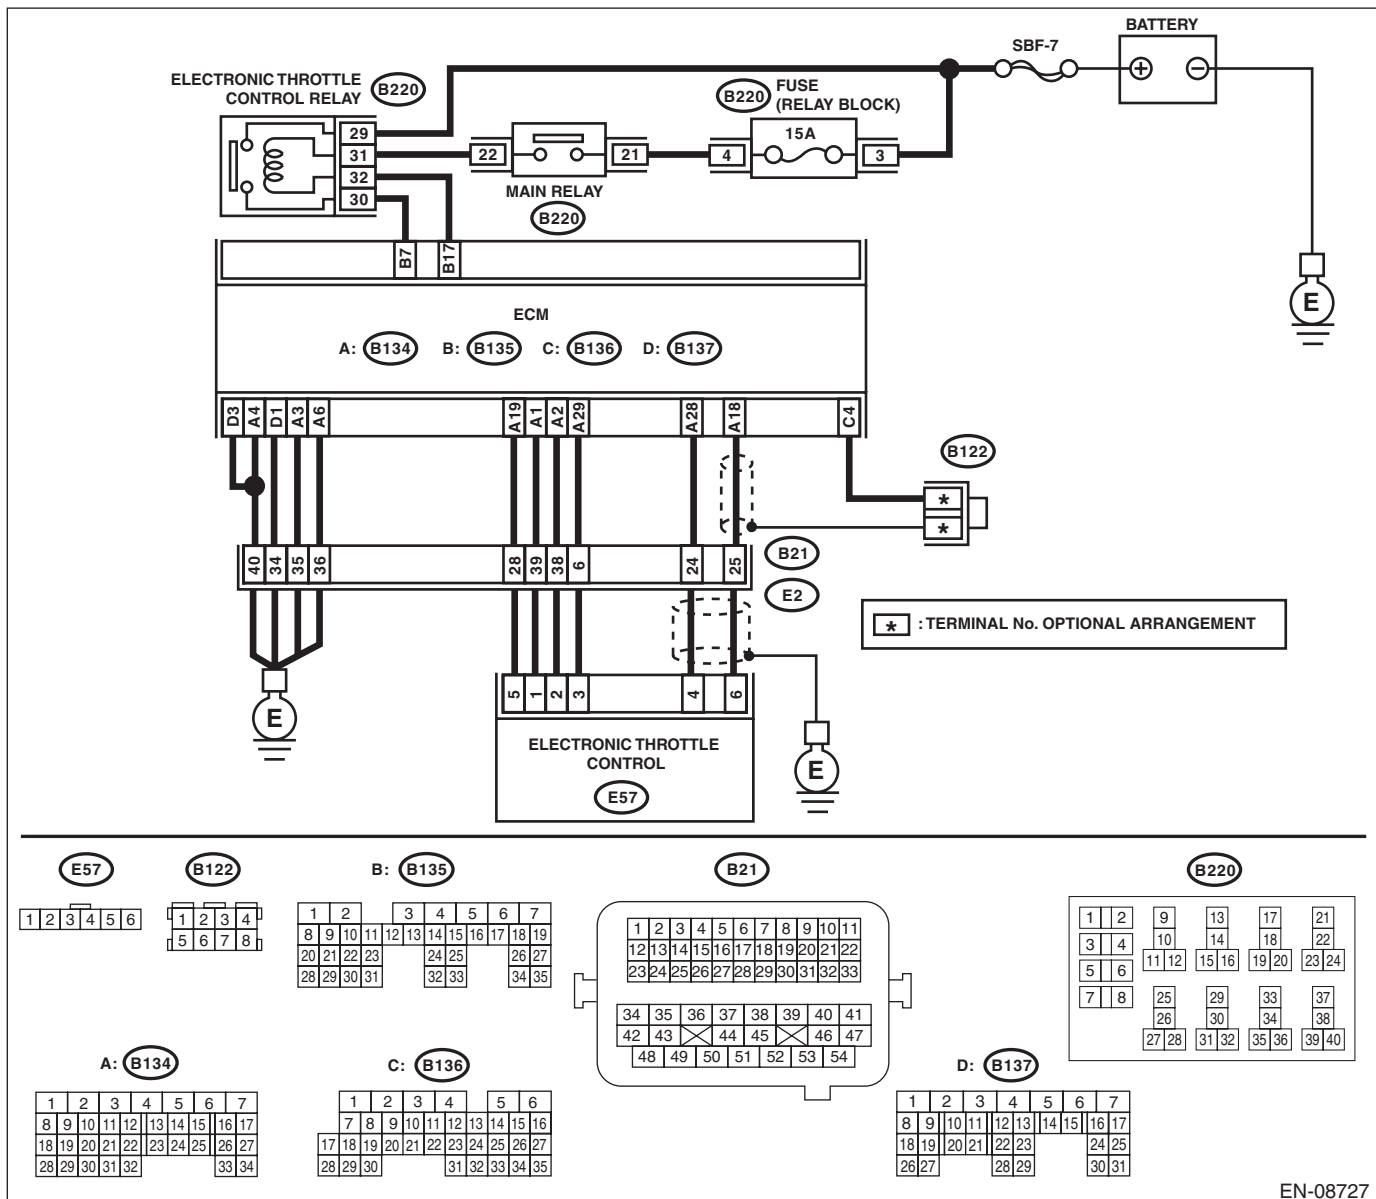 BATTERY
SBF-7
ELECTRONIC THROTTLE
CONTROL RELAY
B220
B220
FUSE
(RELAY BLOCK)
15A
29
31
32
30
22
21
4
3
MAIN RELAY
B220
B7
B17
ECM
A: B134 B: B135 C: B136 D: B137
D3 A4 D1 A3 A6 A19 A1 A2 A29 A28 A18 C4
B122
*
*
40 34 35 36 28 39 38 6 24 25
B21
E2
* : TERMINAL No. OPTIONAL ARRANGEMENT
E
5 1 2 3 4 6
ELECTRONIC THROTTLE
CONTROL
E57
E
E
E57
1 2 3 4 5 6
B122
1 2 3 4
5 6 7 8
B: B135
1 2 3 4 5 6 7
8 9 10 11 12 13 14 15 16 17 18 19
20 21 22 23 24 25 26 27
28 29 30 31 32 33 34 35
B21
1 2 3 4 5 6 7 8 9 10 11
12 13 14 15 16 17 18 19 20 21 22
23 24 25 26 27 28 29 30 31 32 33
34 35 36 37 38 39 40 41
42 43 44 45 46 47
48 49 50 51 52 53 54
B220
1 2 9 13 17 21
3 4 10 14 18 22
5 6 11 12 15 16 19 20 23 24
7 8 25 29 33 37
26 30 34 38
27 28 31 32 35 36 39 40
A: B134
1 2 3 4 5 6 7
8 9 10 11 12 13 14 15 16 17
18 19 20 21 22 23 24 25 26 27
28 29 30 31 32 33 34
C: B136
1 2 3 4 5 6
7 8 9 10 11 12 13 14 15 16
17 18 19 20 21 22 23 24 25 26 27
28 29 30 31 32 33 34 35
D: B137
1 2 3 4 5 6 7
8 9 10 11 12 13 14 15 16 17
18 19 20 21 22 23 24 25
26 27 28 29 30 31
EN-08727